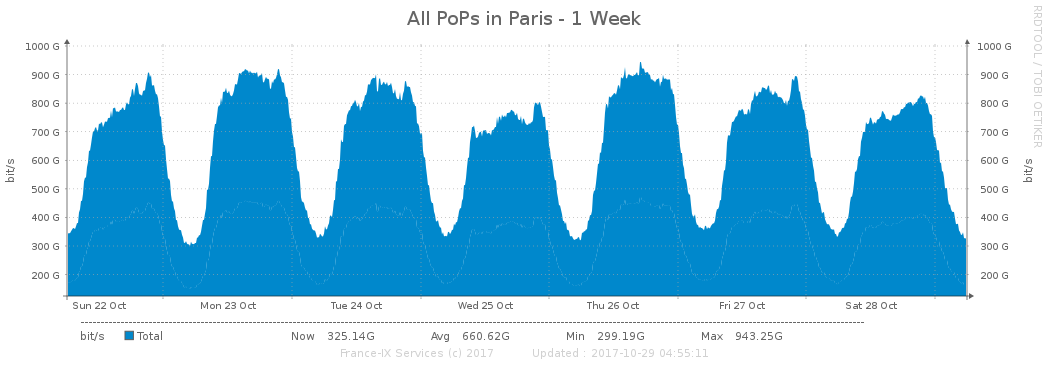 All PoPs in Paris - 1 Week
RRDTOOL / TOBI OETIKER
1000 G 1000 G
900 G 900 G
800 G 800 G
700 G 700 G
600 G 600 G
500 G 500 G
400 G 400 G
300 G 300 G
200 G 200 G
bit/s bit/s
Sun 22 Oct Mon 23 Oct Tue 24 Oct Wed 25 Oct Thu 26 Oct Fri 27 Oct Sat 28 Oct
bit/s Total Now 325.14G Avg 660.62G Min 299.19G Max 943.25G
France-IX Services (c) 2017 Updated : 2017-10-29 04:55:11